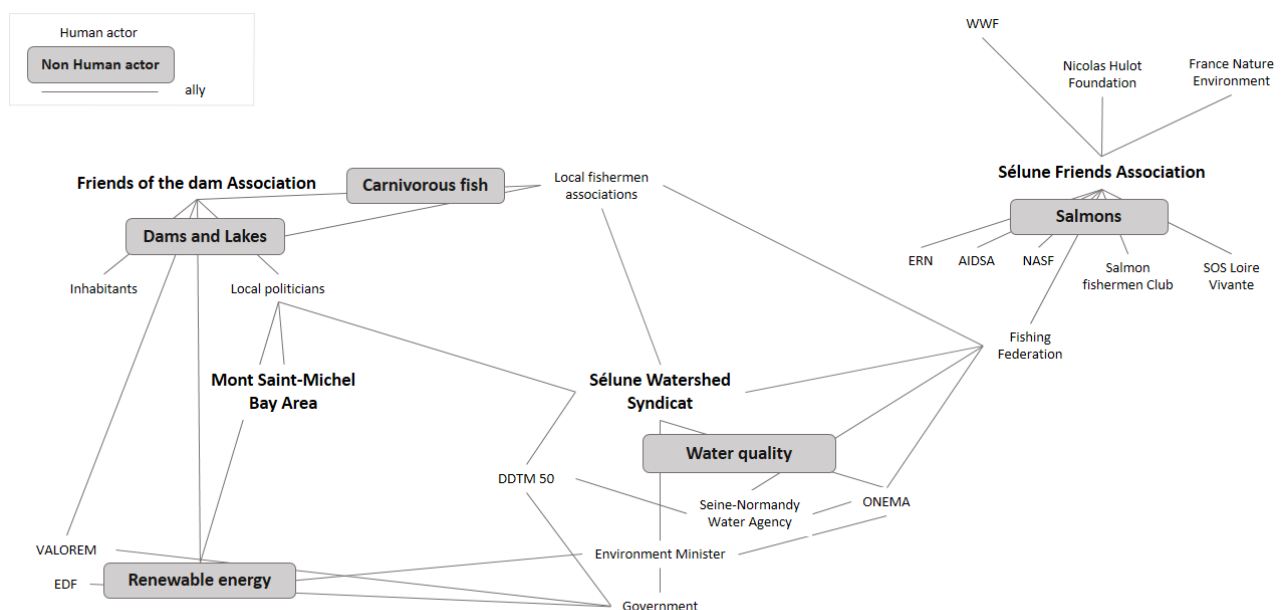 Human actor
Non Human actor
ally
WWF
Nicolas Hulot
Foundation
France Nature
Environment
Friends of the dam Association
Carnivorous fish
Local fishermen
associations
Sélune Friends Association
Salmons
Dams and Lakes
ERN
AIDSA
NASF
Salmon
fishermen Club
SOS Loire
Vivante
Inhabitants
Local politicians
Fishing
Federation
Mont Saint-Michel
Bay Area
Sélune Watershed
Syndicat
Water quality
DDTM 50
Seine-Normandy
Water Agency
ONEMA
VALOREM
Environment Minister
EDF
Renewable energy
Government